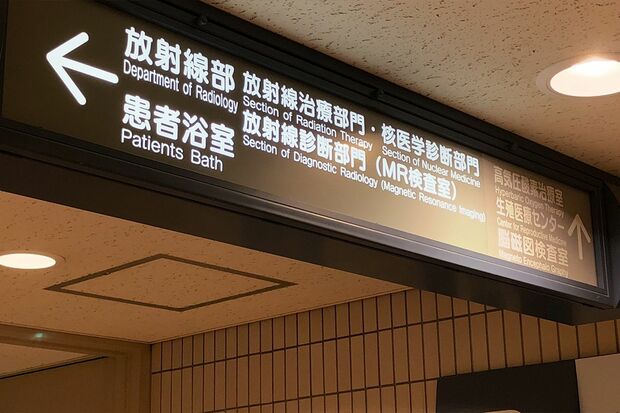 放射線部
Department of Radiology
患者浴室
Patients Bath
放射線治療部門・核医学診断部門
Section of Radiation Therapy Section of Nuclear Medicine
放射線診断部門（MR検査室）
Section of Diagnostic Radiology (Magnetic Resonance Imaging)
高気圧酸素治療室
Hyperbaric Oxygen Therapy
生殖医療センター
Center for Reproductive Medicine
脳磁図検査室
Magneto Encephalo Graphy